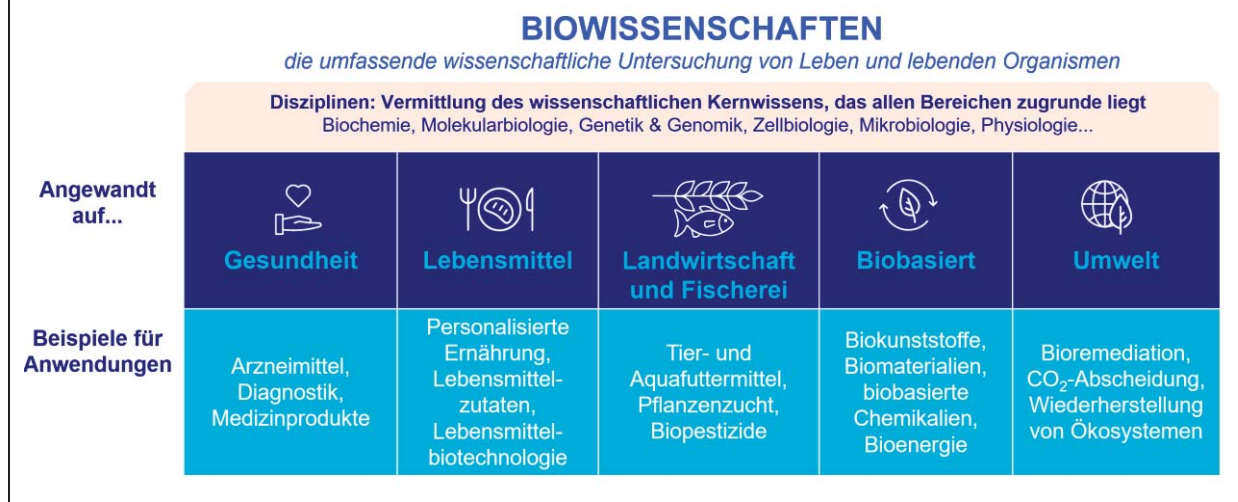 BIOWISSENSCHAFTEN
die umfassende wissenschaftliche Untersuchung von Leben und lebenden Organismen
Disziplinen: Vermittlung des wissenschaftlichen Kernwissens, das allen Bereichen zugrunde liegt
Biochemie, Molekularbiologie, Genetik & Genomik, Zellbiologie, Mikrobiologie, Physiologie...
Angewandt
auf...
Gesundheit
Lebensmittel
Landwirtschaft
und Fischerei
Biobasiert
Umwelt
Beispiele für
Anwendungen
Arzneimittel,
Diagnostik,
Medizinprodukte
Personalisierte
Ernährung,
Lebensmittel-
zutaten,
Lebensmittel-
biotechnologie
Tier- und
Aquafuttermittel,
Pflanzenzucht,
Biopestizide
Biokunststoffe,
Biomaterialien,
biobasierte
Chemikalien,
Bioenergie
Bioremediation,
CO₂-Abscheidung,
Wiederherstellung
von Ökosystemen